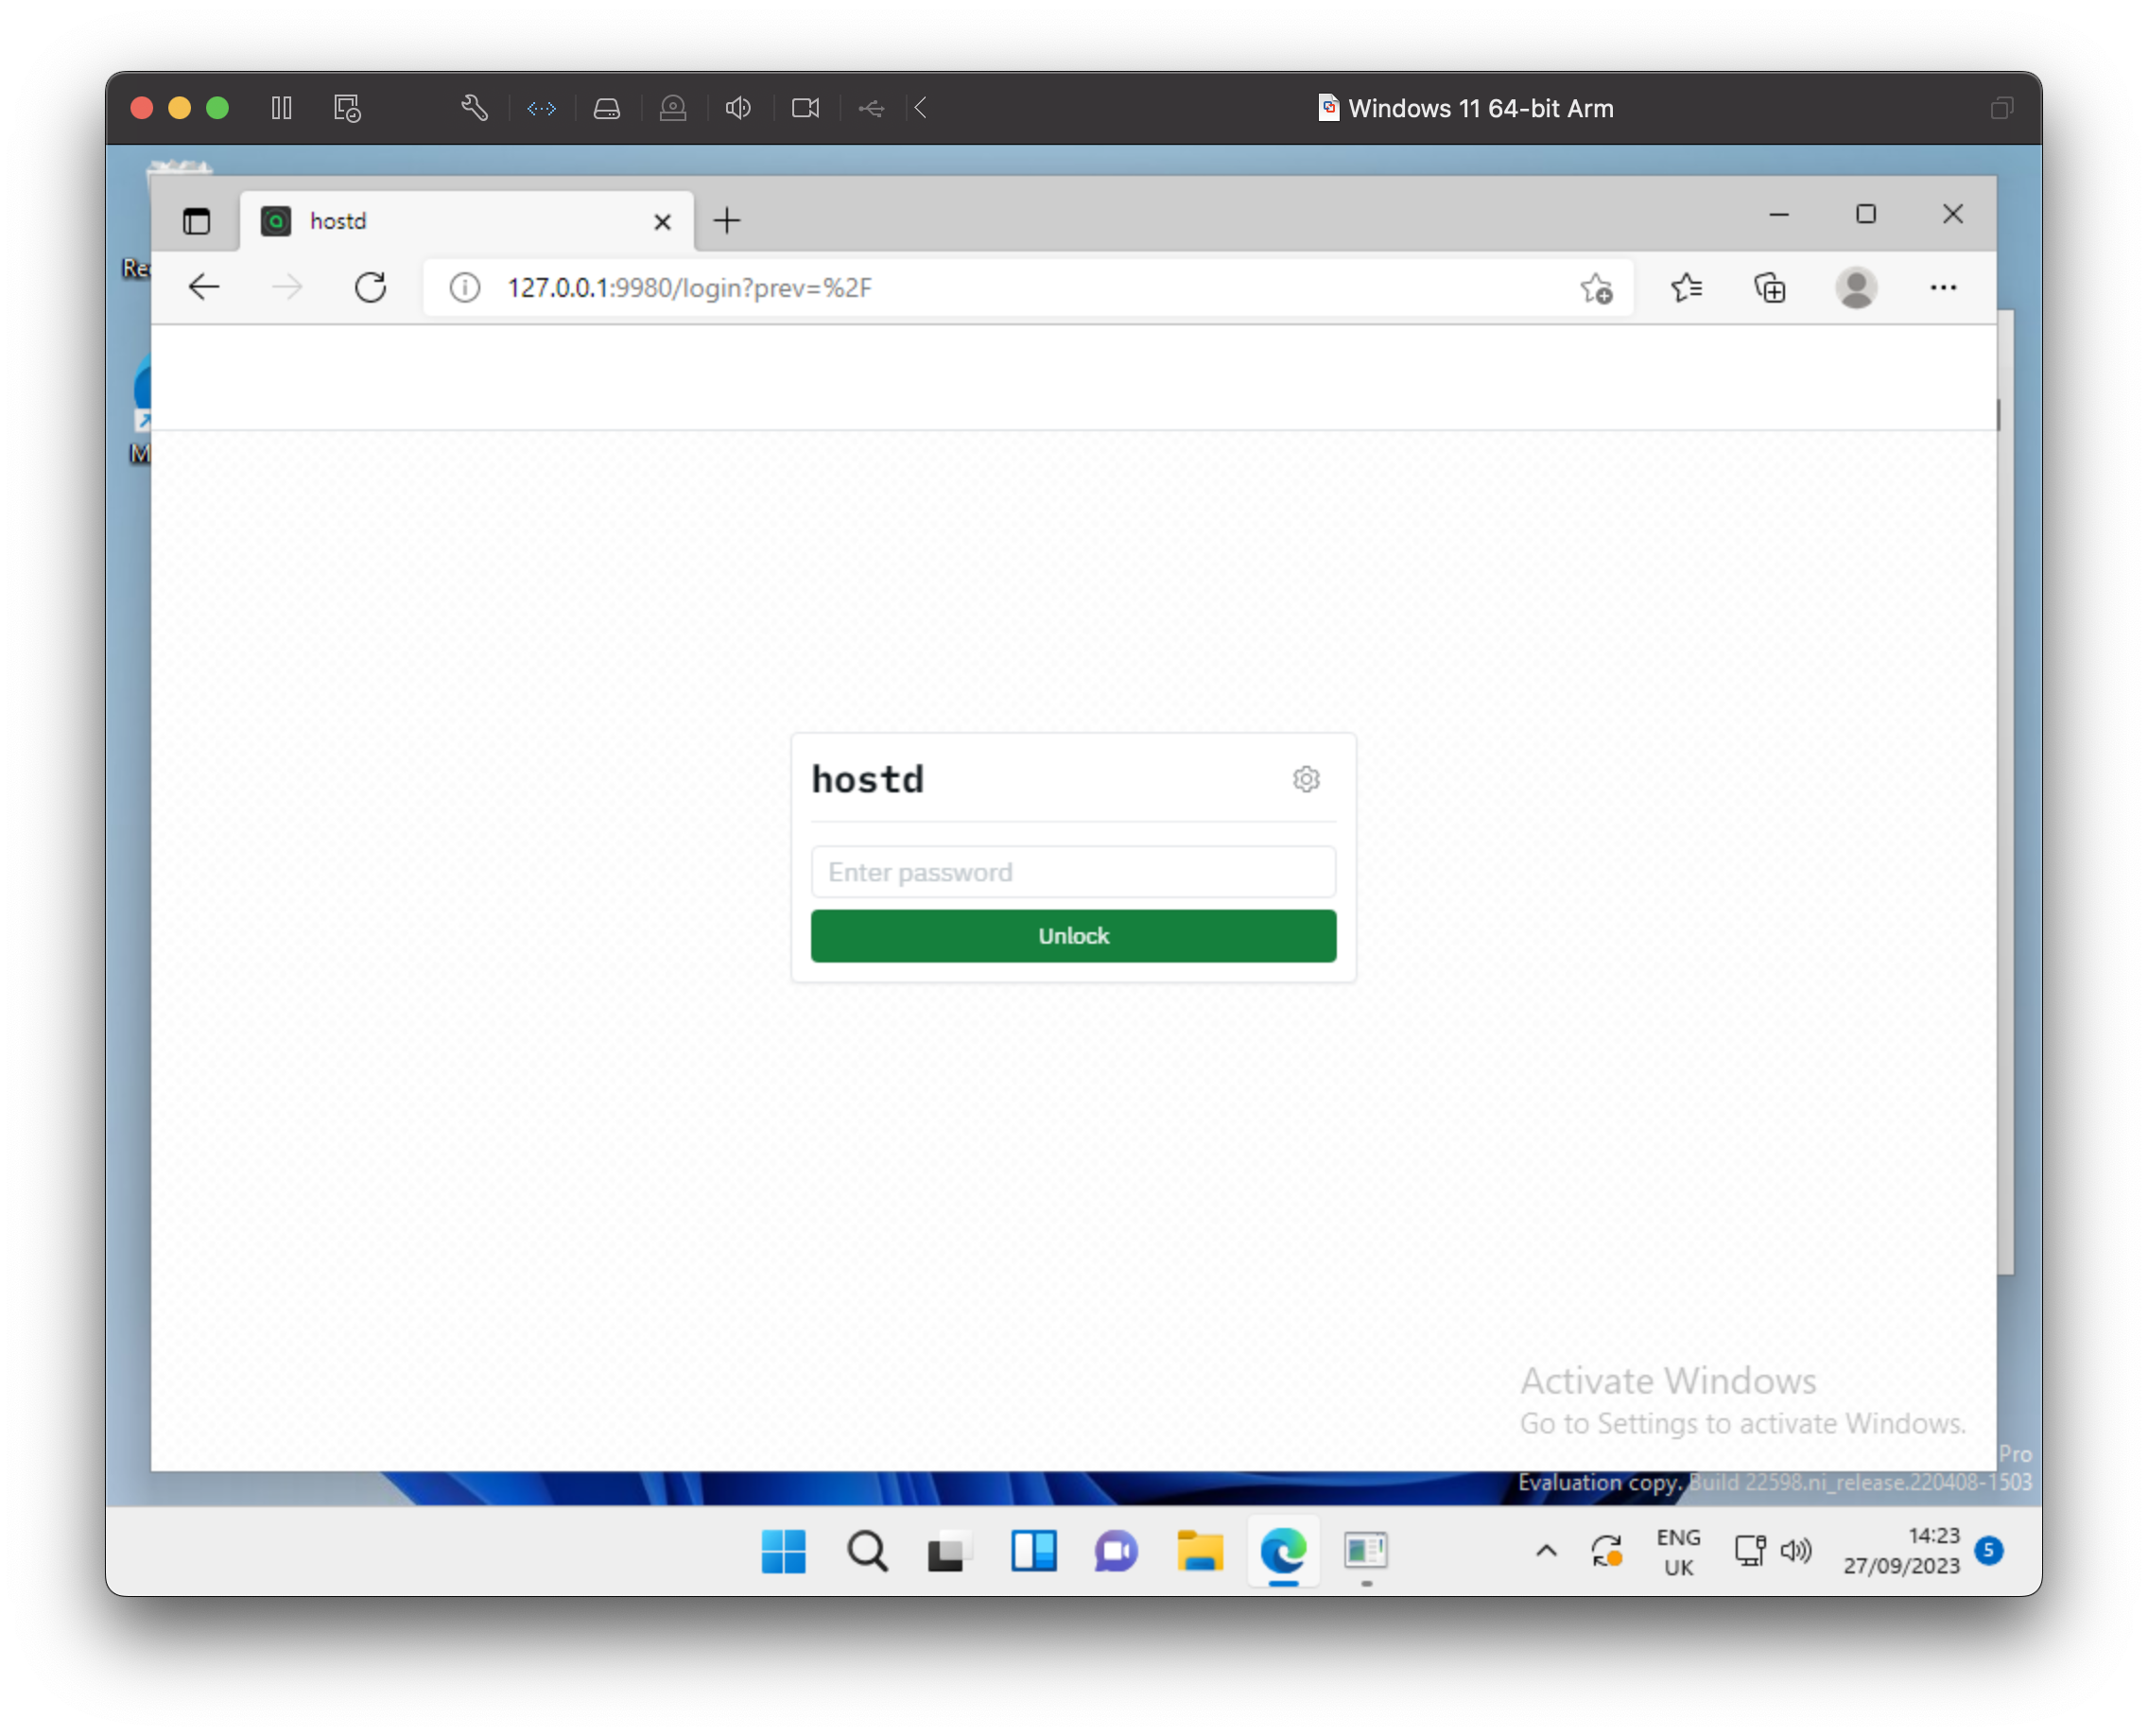 Windows 11 64-bit Arm
hostd
127.0.0.1:9980/login?prev=%2F
hostd
Enter password
Unlock
Activate Windows
Go to Settings to activate Windows.
Pro
Evaluation copy. Build 22598.ni_release.220408-1503
ENG
UK
14:23
27/09/2023
5